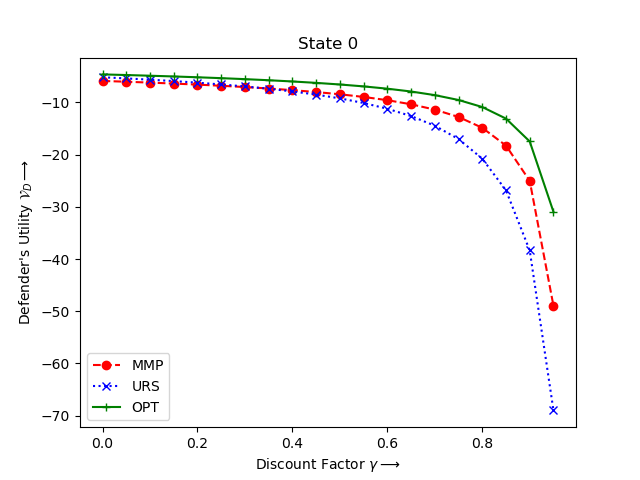 State 0
Defender's Utility 𝒱_D ⟶
−10
−20
−30
−40
−50
−60
−70
MMP
URS
OPT
0.0 0.2 0.4 0.6 0.8
Discount Factor γ ⟶